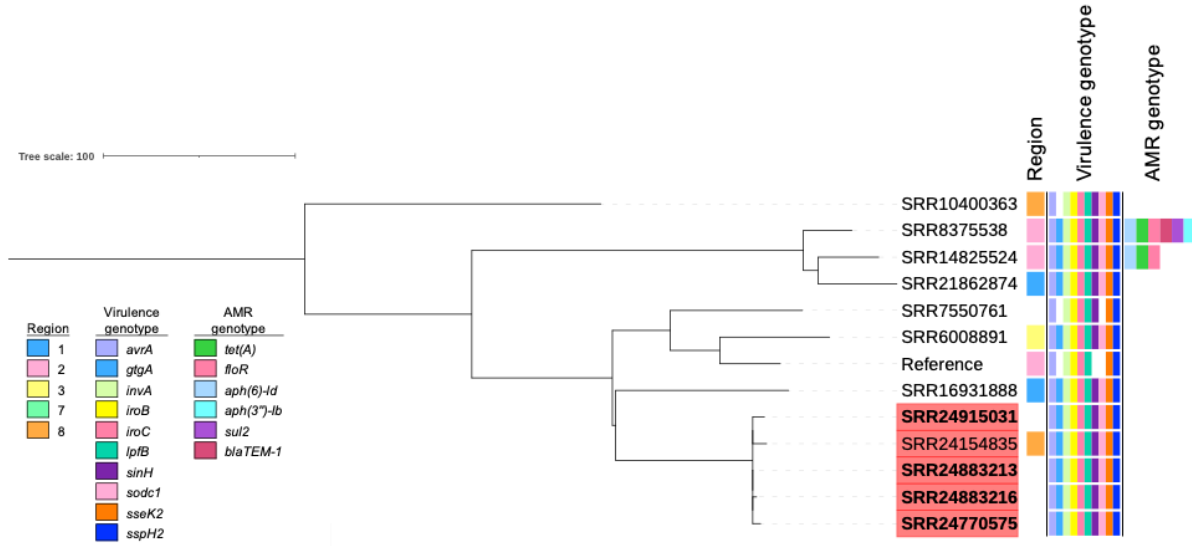 Region
Virulence genotype
AMR genotype
Tree scale: 100
SRR10400363
SRR8375538
SRR14825524
SRR21862874
SRR7550761
SRR6008891
Reference
SRR16931888
SRR24915031
SRR24154835
SRR24883213
SRR24883216
SRR24770575
Region
1
2
3
7
8
Virulence
genotype
avrA
gtgA
invA
iroB
iroC
lpfB
sinH
sodc1
sseK2
sspH2
AMR
genotype
tet(A)
floR
aph(6)-Id
aph(3")-Ib
sul2
blaTEM-1